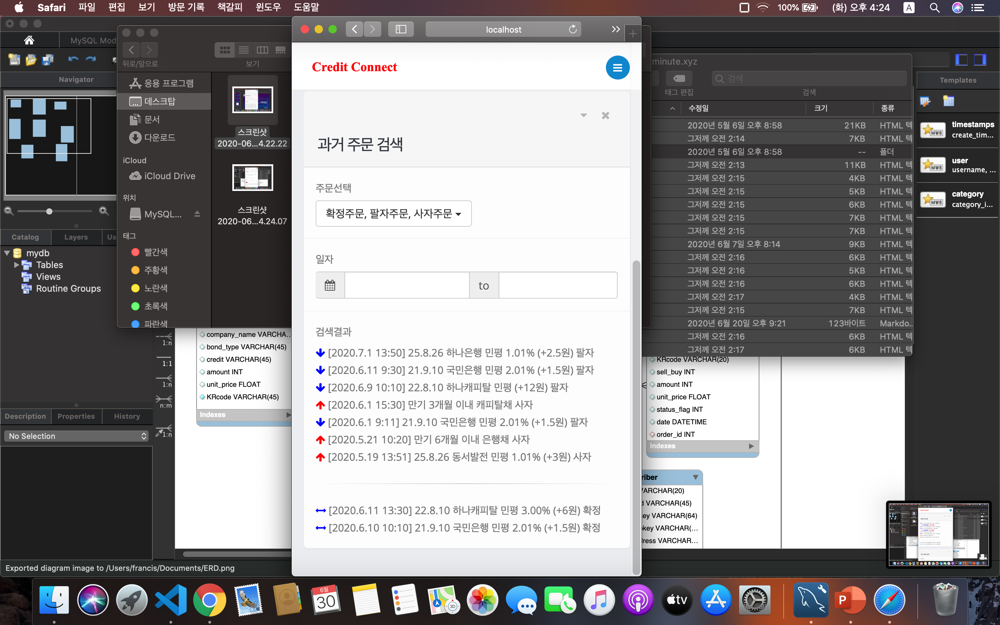 Safari 파일 편집 보기 방문 기록 책갈피 윈도우 도움말 100% (화) 오후 4:24 A
MySQL Mod
Navigator
Catalog Layers Us
mydb
Tables
Views
Routine Groups
Description Properties History
No Selection
Exported diagram image to /Users/francis/Documents/ERD.png
뒤로/앞으로
보기
응용 프로그램
데스크탑
문서
다운로드
iCloud
iCloud Drive
위치
MySQL...
태그
빨간색
주황색
노란색
초록색
파란색
스크린샷
2020-06...4.22.22
스크린샷
2020-06...4.24.07
1:n
1:1
1:n
n:m
1:n
company_name VARCHA...
bond_type VARCHAR(45)
credit VARCHAR(45)
amount INT
unit_price FLOAT
KRcode VARCHAR(45)
Indexes
localhost
Credit Connect
과거 주문 검색
주문선택
확정주문, 팔자주문, 사자주문
일자
to
검색결과
[2020.7.1 13:50] 25.8.26 하나은행 민평 1.01% (+2.5원) 팔자
[2020.6.11 9:30] 21.9.10 국민은행 민평 2.01% (+1.5원) 팔자
[2020.6.9 10:10] 22.8.10 하나캐피탈 민평 (+12원) 팔자
[2020.6.1 15:30] 만기 3개월 이내 캐피탈채 사자
[2020.6.1 9:11] 21.9.10 국민은행 민평 2.01% (+1.5원) 팔자
[2020.5.21 10:20] 만기 6개월 이내 은행채 사자
[2020.5.19 13:51] 25.8.26 동서발전 민평 1.01% (+3원) 사자
[2020.6.11 13:30] 22.8.10 하나캐피탈 민평 3.00% (+6원) 확정
[2020.6.10 10:10] 21.9.10 국민은행 민평 2.01% (+1.5원) 확정
minute.xyz
검색
태그 편집 검색
수정일 크기 종류
2020년 5월 6일 오후 8:58 21KB HTML 텍
그저께 오전 2:14 7KB HTML 텍
2020년 5월 6일 오후 8:58 -- 폴더
그저께 오전 2:13 11KB HTML 텍
그저께 오전 2:15 4KB HTML 텍
그저께 오전 2:15 5KB HTML 텍
그저께 오전 2:15 6KB HTML 텍
그저께 오전 2:15 7KB HTML 텍
그저께 오전 2:15 7KB HTML 텍
2020년 6월 7일 오후 8:14 9KB HTML 텍
그저께 오전 2:16 6KB HTML 텍
그저께 오전 2:16 5KB HTML 텍
그저께 오전 2:16 6KB HTML 텍
그저께 오전 2:17 4KB HTML 텍
그저께 오전 2:15 7KB HTML 텍
2020년 6월 20일 오후 9:21 123바이트 Markdo..
그저께 오전 2:16 6KB HTML 텍
그저께 오전 2:17 6KB HTML 텍
KRcode VARCHAR(20)
sell_buy INT
amount INT
unit_price FLOAT
status_flag INT
date DATETIME
order_id INT
Indexes
riber
VARCHAR(20)
d VARCHAR(45)
key VARCHAR(64)
okey VARCHAR(...
dress VARCHAR...
Templates
timestamps
create_tim...
user
username, ...
category
category_i...
MWB
MWB
MWB
6월
30
3D
tv
P